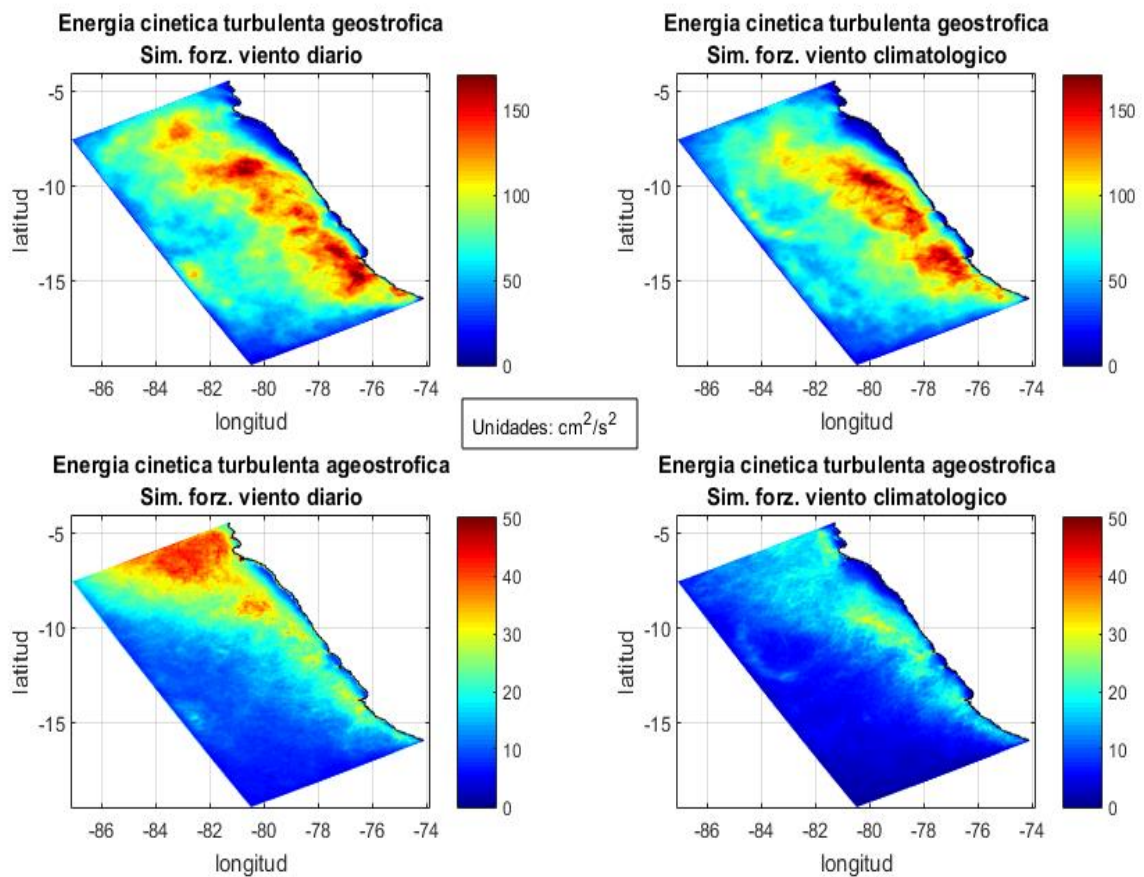 Energia cinetica turbulenta geostrofica
Sim. forz. viento diario
-5
-10
-15
latitud
-86 -84 -82 -80 -78 -76 -74
longitud
150
100
50
0
Energia cinetica turbulenta geostrofica
Sim. forz. viento climatologico
-5
-10
-15
latitud
-86 -84 -82 -80 -78 -76 -74
longitud
150
100
50
0
Unidades: cm²/s²
Energia cinetica turbulenta ageostrofica
Sim. forz. viento diario
-5
-10
-15
latitud
-86 -84 -82 -80 -78 -76 -74
longitud
50
40
30
20
10
0
Energia cinetica turbulenta ageostrofica
Sim. forz. viento climatologico
-5
-10
-15
latitud
-86 -84 -82 -80 -78 -76 -74
longitud
50
40
30
20
10
0